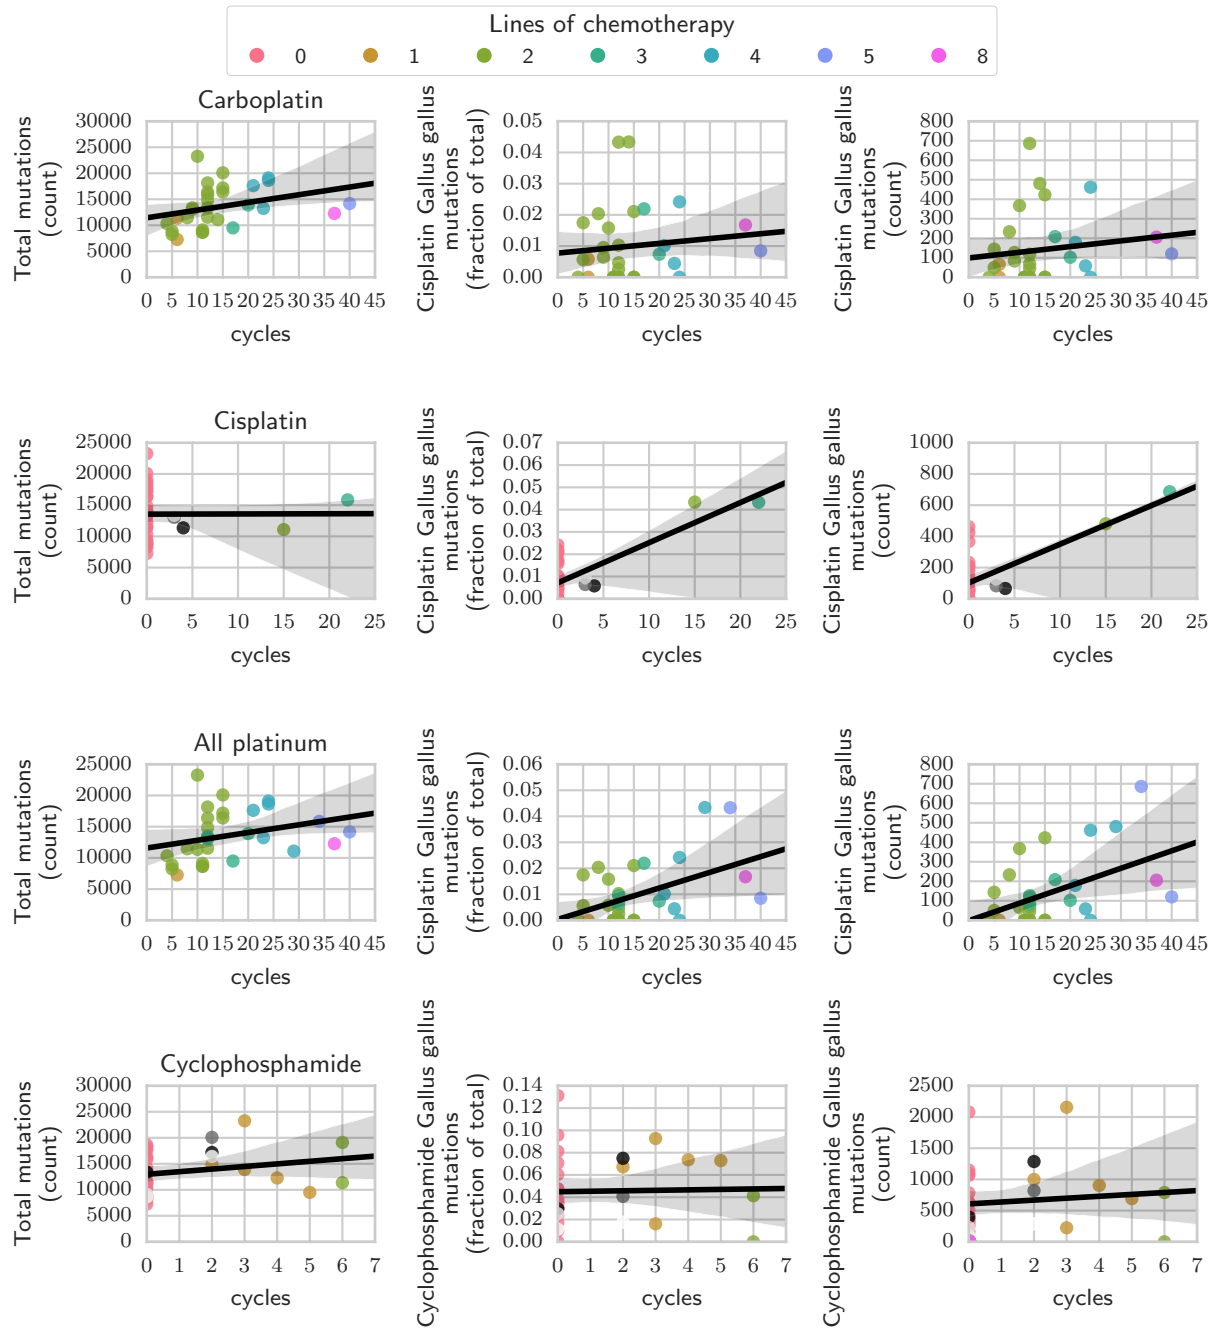 Lines of chemotherapy
0 1 2 3 4 5 8
Carboplatin
Total mutations
(count)
30000
25000
20000
15000
10000
5000
0
0 5 10 15 20 25 30 35 40 45
cycles
Cisplatin Gallus gallus
mutations
(fraction of total)
0.05
0.04
0.03
0.02
0.01
0.00
0 5 10 15 20 25 30 35 40 45
cycles
Cisplatin Gallus gallus
mutations
(count)
800
700
600
500
400
300
200
100
0
0 5 10 15 20 25 30 35 40 45
cycles
Cisplatin
Total mutations
(count)
25000
20000
15000
10000
5000
0
0 5 10 15 20 25
cycles
Cisplatin Gallus gallus
mutations
(fraction of total)
0.07
0.06
0.05
0.04
0.03
0.02
0.01
0.00
0 5 10 15 20 25
cycles
Cisplatin Gallus gallus
mutations
(count)
1000
800
600
400
200
0
0 5 10 15 20 25
cycles
All platinum
Total mutations
(count)
25000
20000
15000
10000
5000
0
0 5 10 15 20 25 30 35 40 45
cycles
Cisplatin Gallus gallus
mutations
(fraction of total)
0.06
0.05
0.04
0.03
0.02
0.01
0.00
0 5 10 15 20 25 30 35 40 45
cycles
Cisplatin Gallus gallus
mutations
(count)
800
700
600
500
400
300
200
100
0
0 5 10 15 20 25 30 35 40 45
cycles
Cyclophosphamide
Total mutations
(count)
30000
25000
20000
15000
10000
5000
0
0 1 2 3 4 5 6 7
cycles
Cyclophosphamide Gallus gallus
mutations
(fraction of total)
0.14
0.12
0.10
0.08
0.06
0.04
0.02
0.00
0 1 2 3 4 5 6 7
cycles
Cyclophosphamide Gallus gallus
mutations
(count)
2500
2000
1500
1000
500
0
0 1 2 3 4 5 6 7
cycles